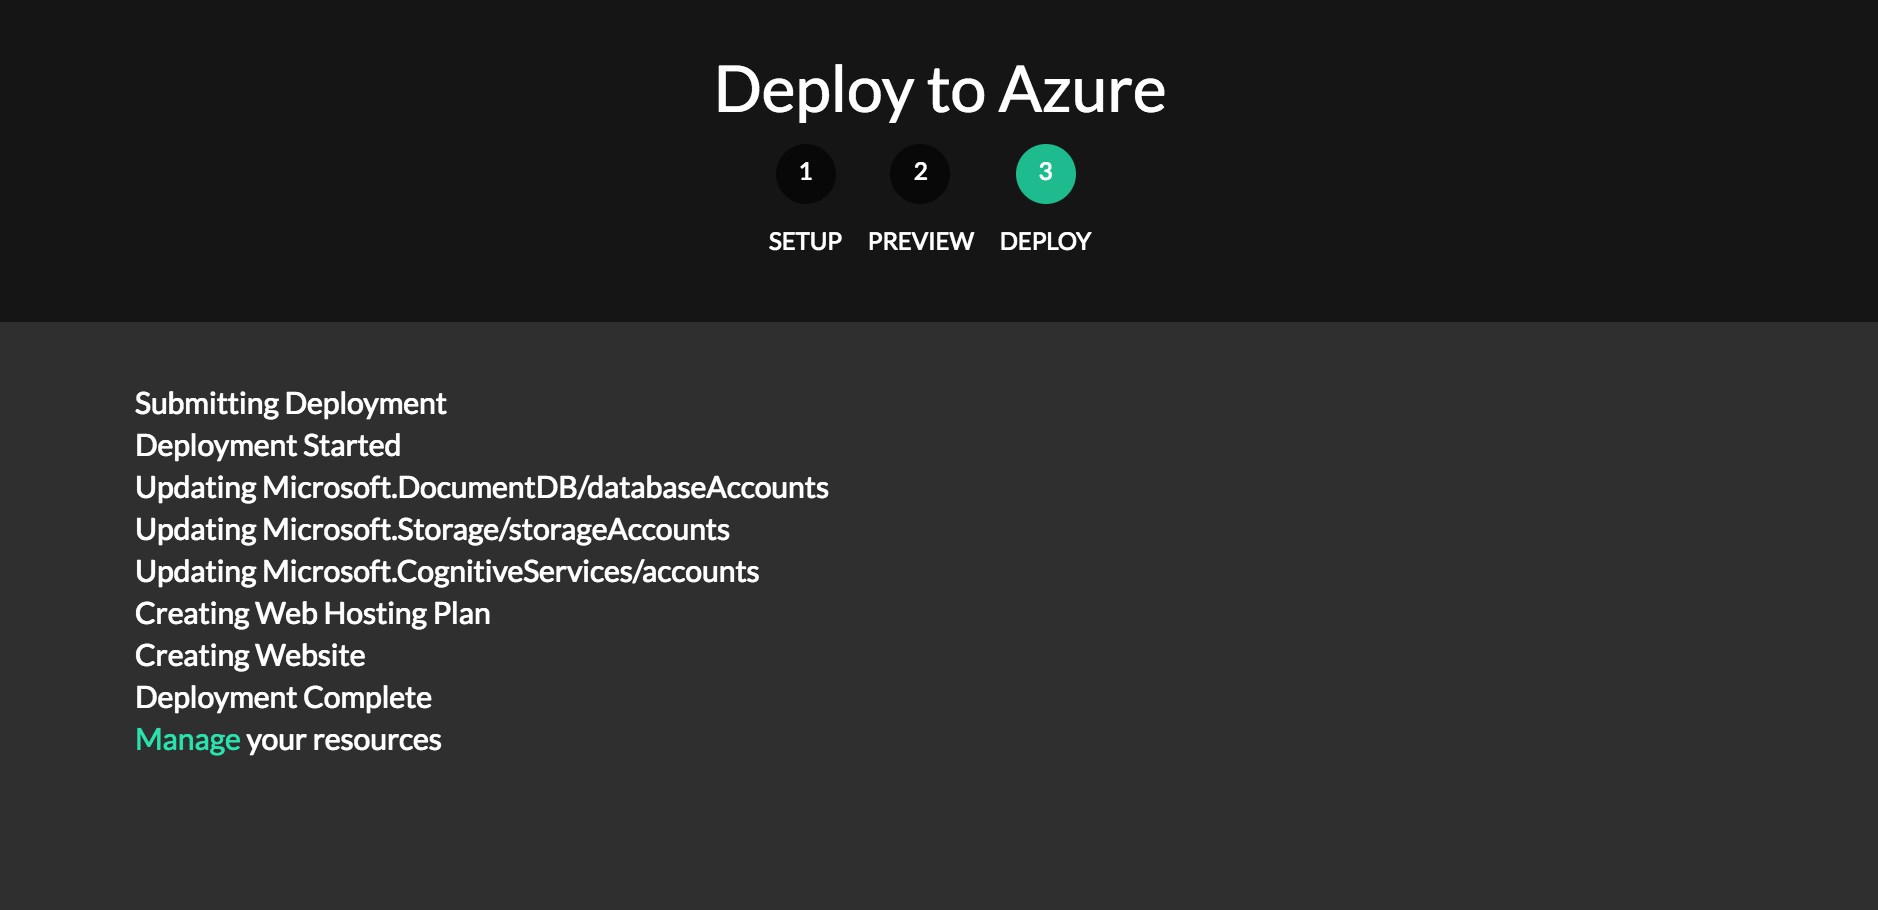 Deploy to Azure
1 2 3
SETUP PREVIEW DEPLOY
Submitting Deployment
Deployment Started
Updating Microsoft.DocumentDB/databaseAccounts
Updating Microsoft.Storage/storageAccounts
Updating Microsoft.CognitiveServices/accounts
Creating Web Hosting Plan
Creating Website
Deployment Complete
Manage your resources